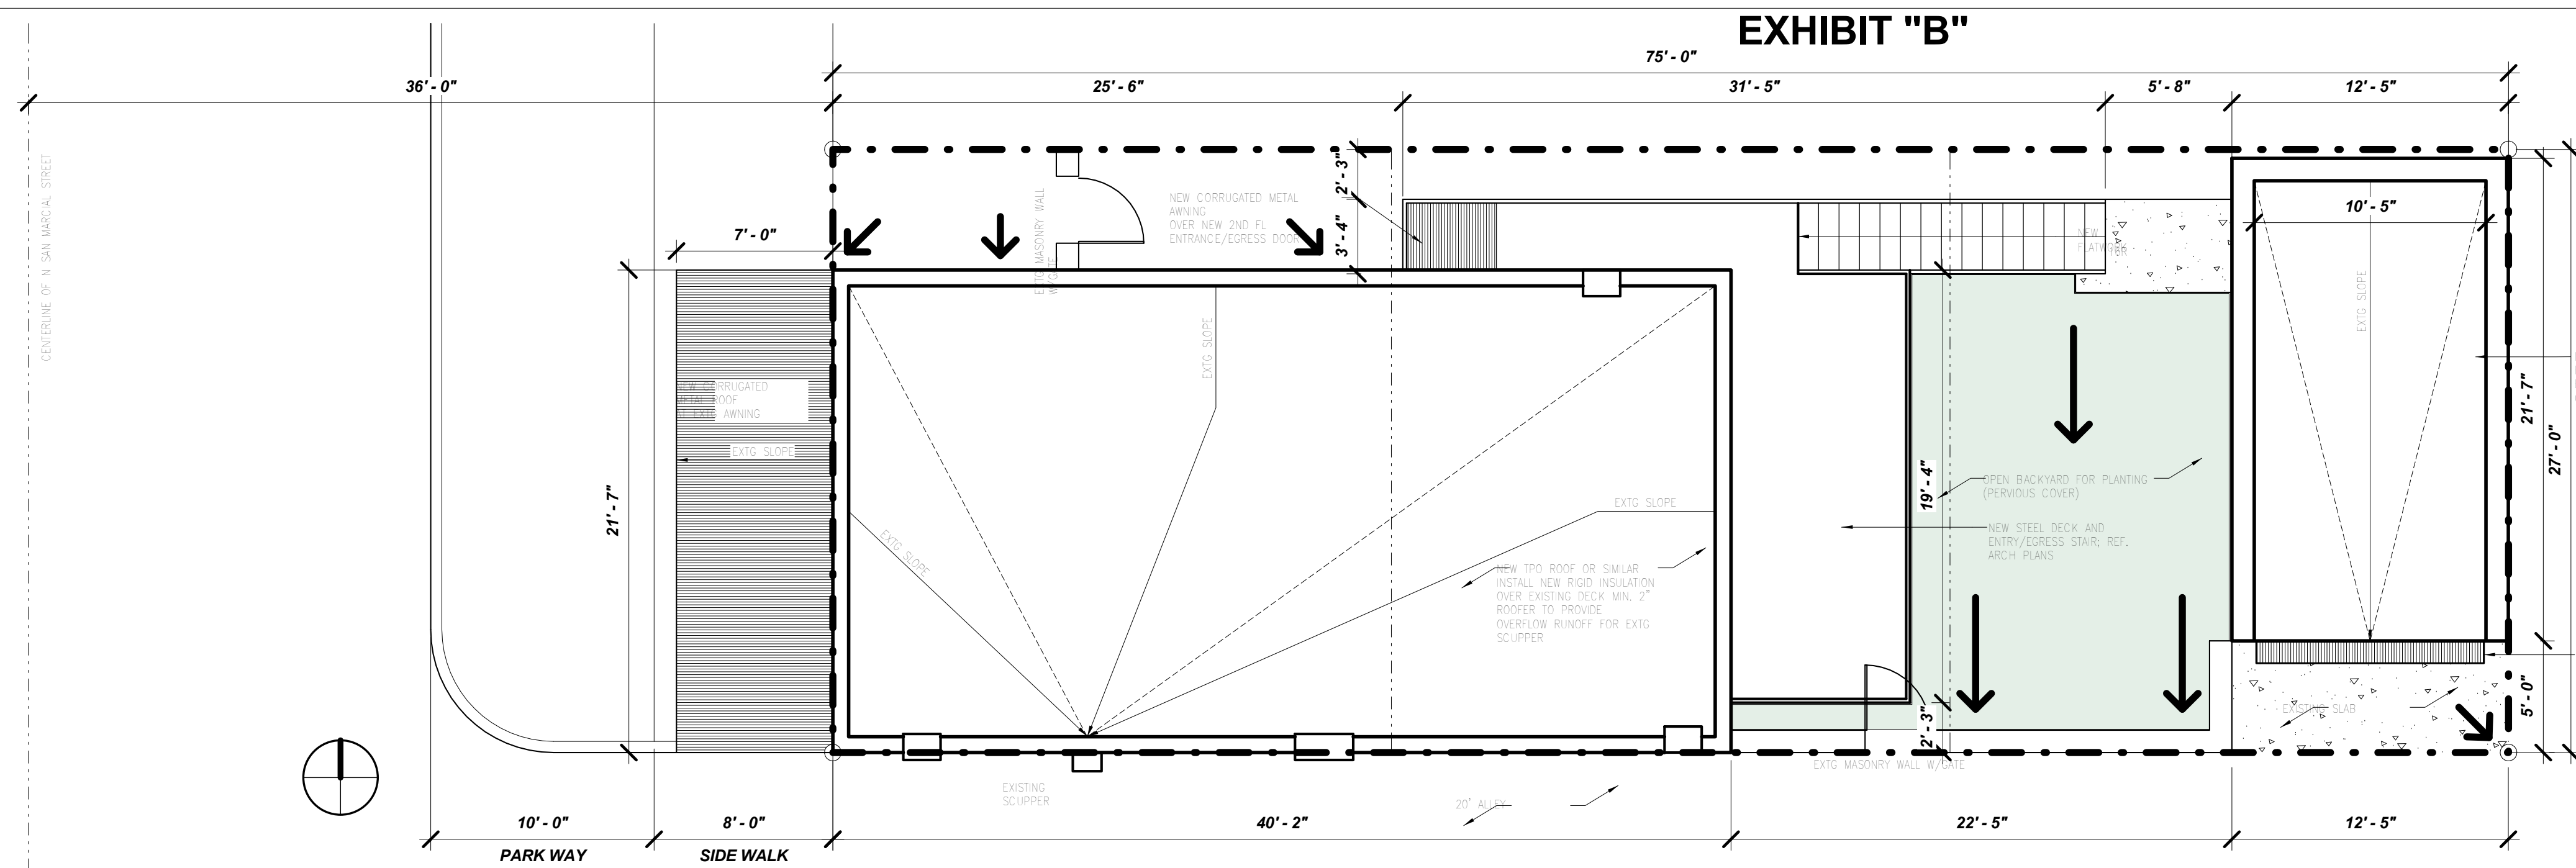 EXHIBIT "B"
75' - 0"
36' - 0"
25' - 6"
31' - 5"
5' - 8"
12' - 5"
CENTERLINE OF N SAN MARCIAL STREET
2' - 3"
3' - 4"
EXTG MASONRY WALL
W/GATE
NEW CORRUGATED METAL
AWNING
OVER NEW 2ND FL
ENTRANCE/EGRESS DOOR
10' - 5"
7' - 0"
NEW
FLATWORK
EXTG SLOPE
EXTG SLOPE
NEW CORRUGATED
METAL ROOF
AT EXTG AWNING
EXTG SLOPE
21' - 7"
21' - 7"
27' - 0"
19' - 4"
OPEN BACKYARD FOR PLANTING
(PERVIOUS COVER)
EXTG SLOPE
EXTG SLOPE
NEW STEEL DECK AND
ENTRY/EGRESS STAIR; REF.
ARCH PLANS
NEW TPO ROOF OR SIMILAR
INSTALL NEW RIGID INSULATION
OVER EXISTING DECK MIN. 2"
ROOFER TO PROVIDE
OVERFLOW RUNOFF FOR EXTG
SCUPPER
2' - 3"
5' - 0"
EXISTING SLAB
EXTG MASONRY WALL W/GATE
EXISTING
SCUPPER
20' ALLEY
10' - 0"
8' - 0"
40' - 2"
22' - 5"
12' - 5"
PARK WAY
SIDE WALK